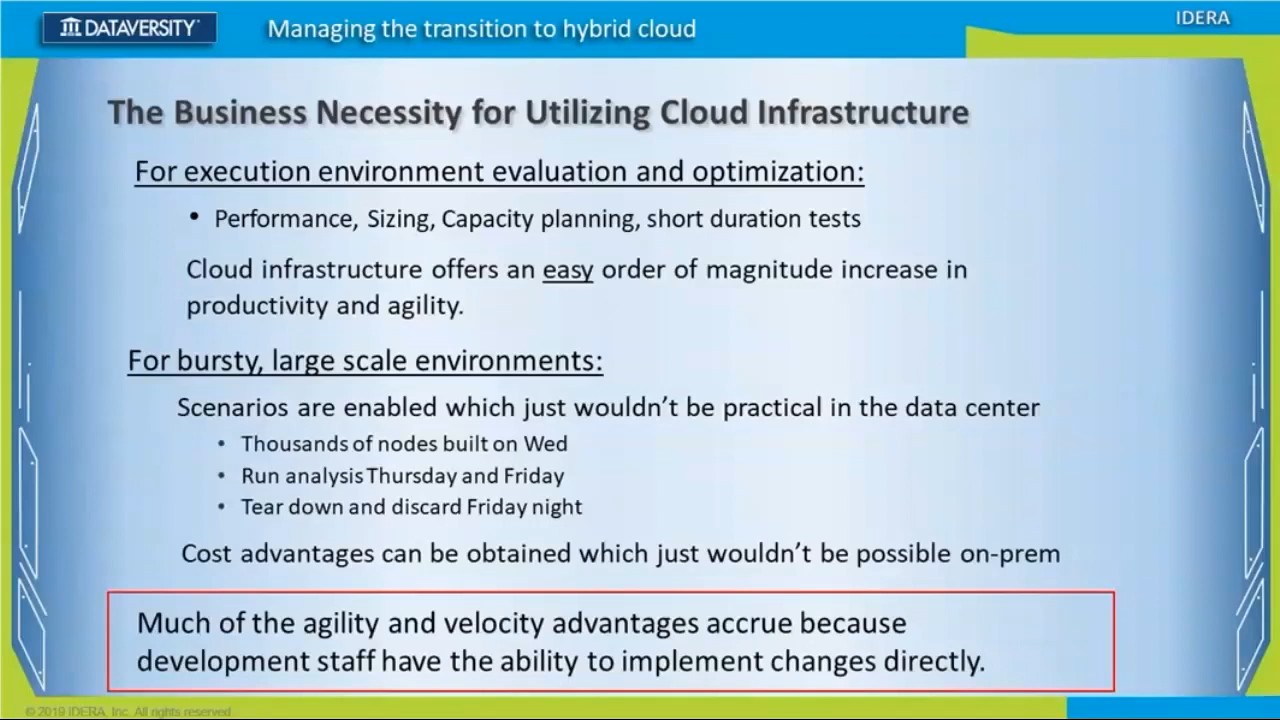 DATAVERSITY
Managing the transition to hybrid cloud
IDERA
The Business Necessity for Utilizing Cloud Infrastructure
For execution environment evaluation and optimization:
• Performance, Sizing, Capacity planning, short duration tests
Cloud infrastructure offers an easy order of magnitude increase in
productivity and agility.
For bursty, large scale environments:
Scenarios are enabled which just wouldn’t be practical in the data center
• Thousands of nodes built on Wed
• Run analysis Thursday and Friday
• Tear down and discard Friday night
Cost advantages can be obtained which just wouldn’t be possible on-prem
Much of the agility and velocity advantages accrue because
development staff have the ability to implement changes directly.
© 2019 IDERA, Inc. All rights reserved